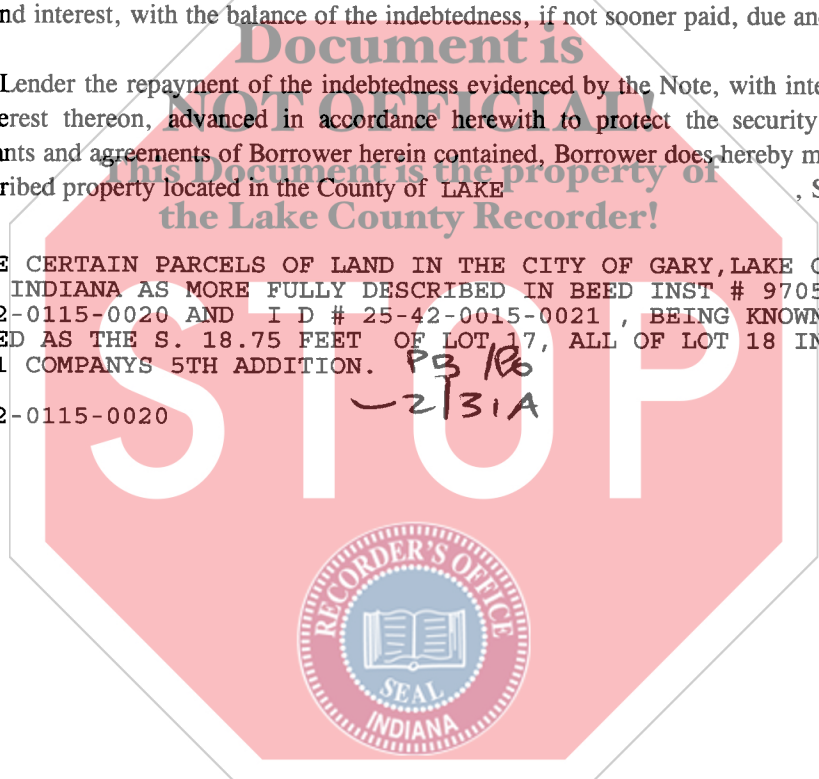 nd interest, with the balance of the indebtedness, if not sooner paid, due an
Document is
Lender the repayment of the indebtedness evidenced by the Note, with inte
NOT OFFICIAL!
erest thereon, advanced in accordance herewith to protect the security
nts and agreements of Borrower herein contained, Borrower does hereby m
This Document is the property of
ribed property located in the County of LAKE , S
the Lake County Recorder!
E CERTAIN PARCELS OF LAND IN THE CITY OF GARY,LAKE C
INDIANA AS MORE FULLY DESCRIBED IN BEED INST # 9705
2-0115-0020 AND I D # 25-42-0015-0021 , BEING KNOWN
ED AS THE S. 18.75 FEET OF LOT 17, ALL OF LOT 18 IN
COMPANYS 5TH ADDITION. PB
2-0115-0020 31A
STOP
RECORDER'S OFFICE
SEAL
INDIANA